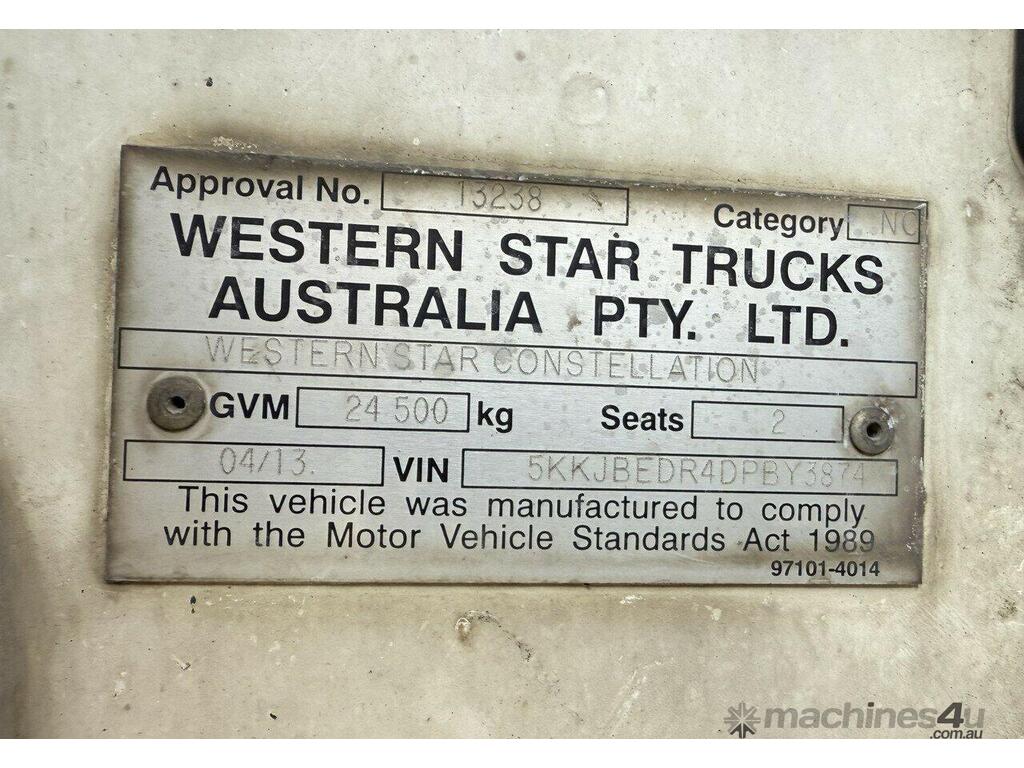 Approval No. 13238 Category NC
WESTERN STAR TRUCKS
AUSTRALIA PTY. LTD.
WESTERN STAR CONSTELLATION
GVM 24 500 kg Seats 2
04/13. VIN 5KKJBEDR4DPBY3874
This vehicle was manufactured to comply
with the Motor Vehicle Standards Act 1989
97101-4014
machines4u
.com.au